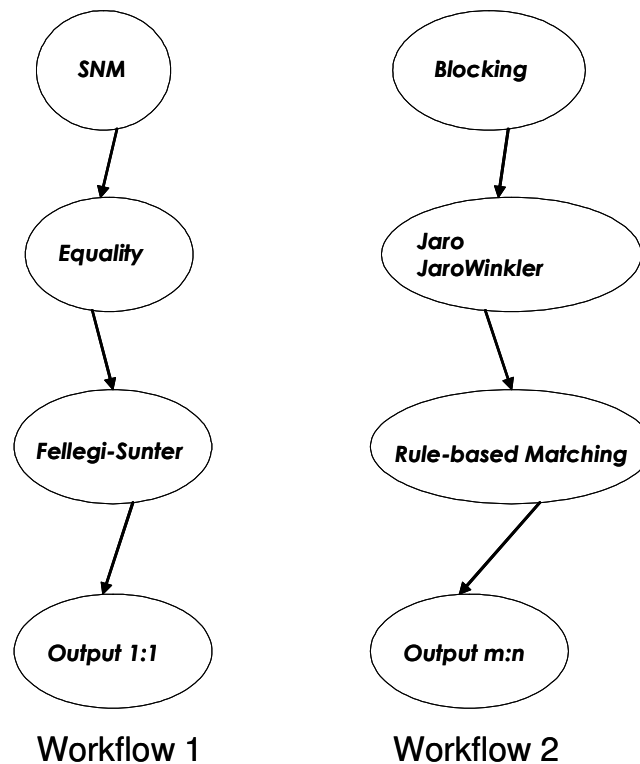 SNM
Equality
Fellegi-Sunter
Output 1:1
Workflow 1
Blocking
Jaro
JaroWinkler
Rule-based Matching
Output m:n
Workflow 2